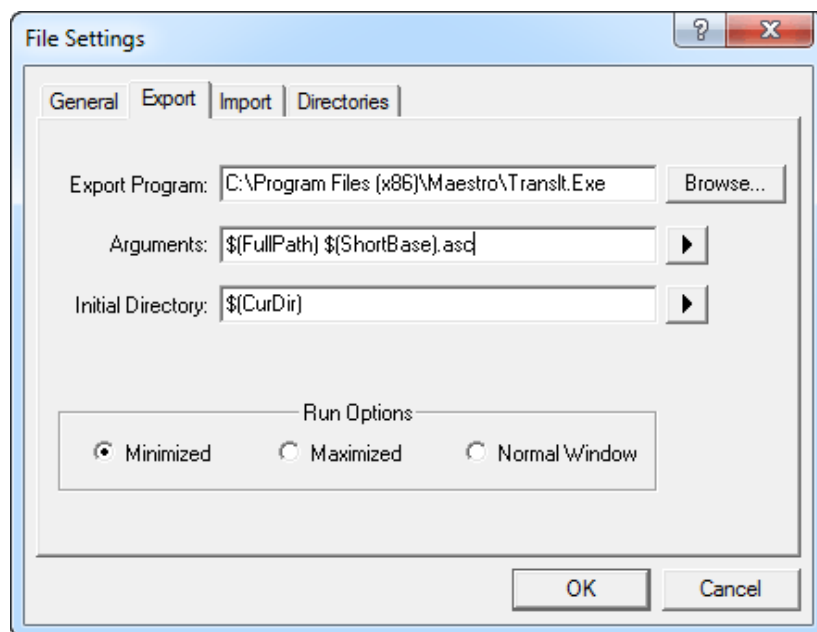 File Settings
?
General Export Import Directories
Export Program: C:\Program Files (x86)\Maestro\TransIt.Exe Browse...
Arguments: $(FullPath) $(ShortBase).asc
Initial Directory: $(CurDir)
Run Options
Minimized Maximized Normal Window
OK Cancel